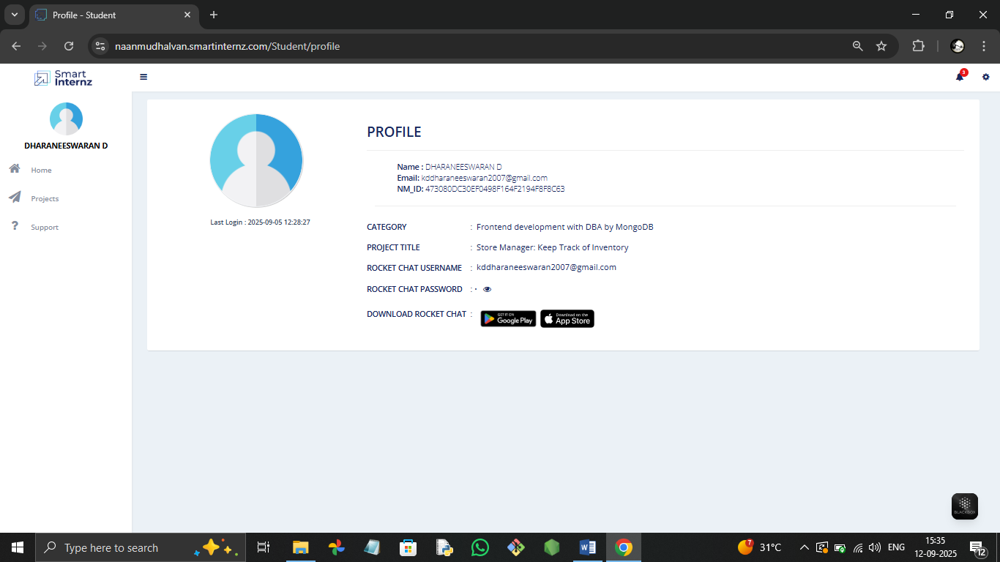 Profile - Student
naanmudhalvan.smartinternz.com/Student/profile
Smart
Internz
3
DHARANEESWARAN D
Home
Projects
Support
Last Login : 2025-09-05 12:28:27
PROFILE
Name : DHARANEESWARAN D
Email: kddharaneeswaran2007@gmail.com
NM_ID: 473080DC30EF0498F164F2194F8F8C63
CATEGORY : Frontend development with DBA by MongoDB
PROJECT TITLE : Store Manager: Keep Track of Inventory
ROCKET CHAT USERNAME : kddharaneeswaran2007@gmail.com
ROCKET CHAT PASSWORD : ·
DOWNLOAD ROCKET CHAT :
GET IT ON
Google Play
Download on the
App Store
BLACKBOX
Type here to search
7
31°C
ENG
15:35
12-09-2025
12